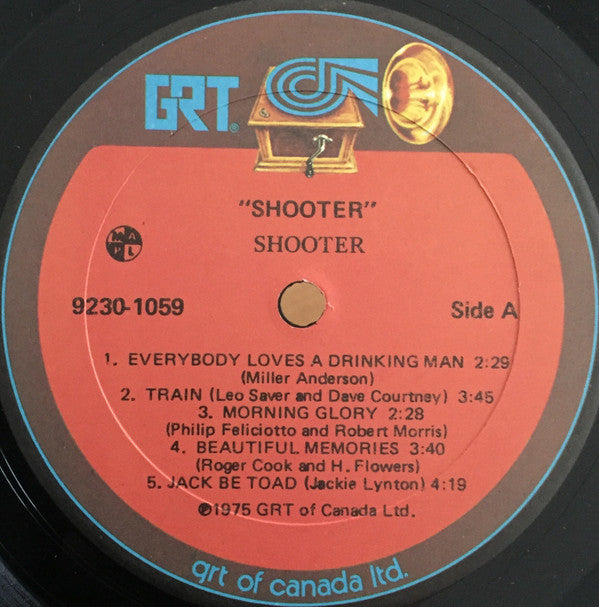 GRT®
"SHOOTER"
SHOOTER
M A P L
9230-1059 Side A
1. EVERYBODY LOVES A DRINKING MAN 2:29
(Miller Anderson)
2. TRAIN (Leo Saver and Dave Courtney) 3:45
3. MORNING GLORY 2:28
(Philip Feliciotto and Robert Morris)
4. BEAUTIFUL MEMORIES 3:40
(Roger Cook and H. Flowers)
5. JACK BE TOAD (Jackie Lynton) 4:19
℗1975 GRT of Canada Ltd.
grt of canada ltd.